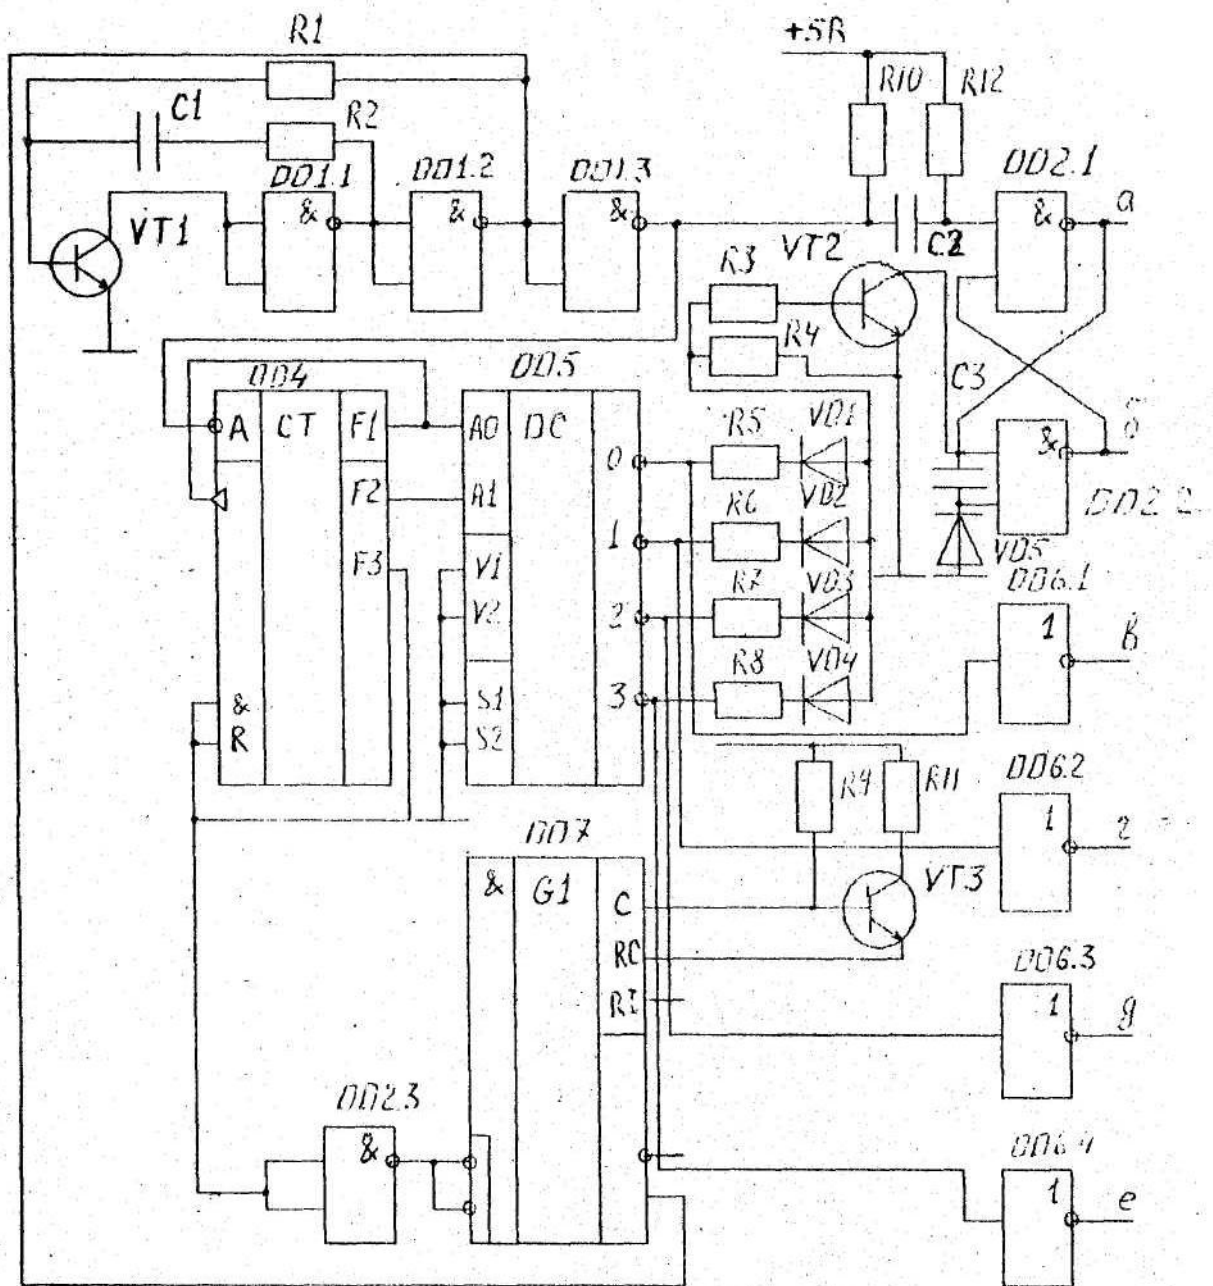 R1
+5В
C1
R2
R10
R12
DD1.1
DD1.2
DD1.3
DD2.1
&
&
&
&
а
VT1
VT2
C2
R3
R4
C3
DD4
DD5
A
CT
F1
A0
DC
R5
VD1
&
б
F2
A1
0
VD2
DD2.2
R6
1
VD5
F3
V1
R7
VD3
DD6.1
V2
2
1
в
R8
VD4
&
S1
3
R
S2
R9
R11
DD6.2
DD7
1
г
&
G1
C
VT3
RC
DD6.3
RI
1
д
DD2.3
&
DD6.4
1
е